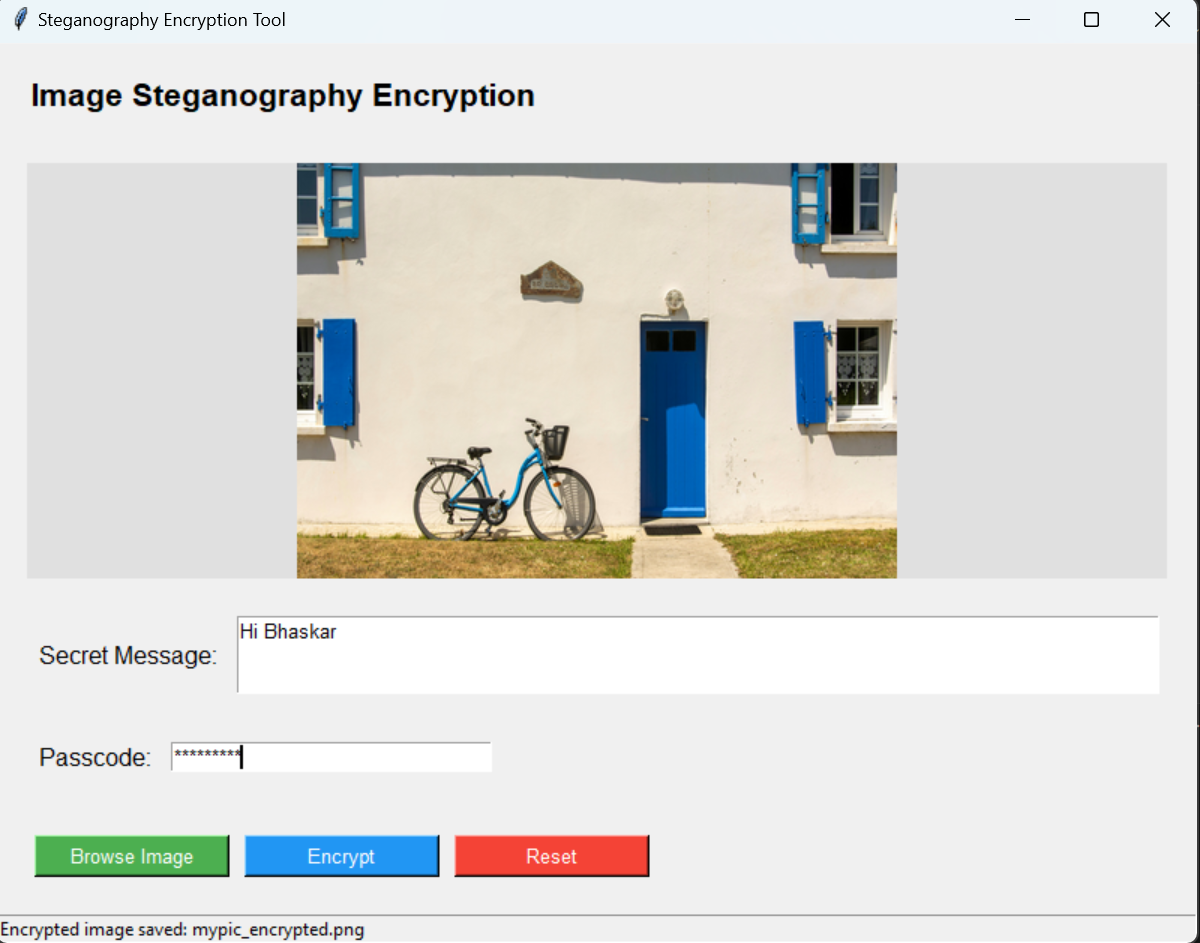 Steganography Encryption Tool
Image Steganography Encryption
Secret Message:
Hi Bhaskar
Passcode:
*********
Browse Image
Encrypt
Reset
Encrypted image saved: mypic_encrypted.png